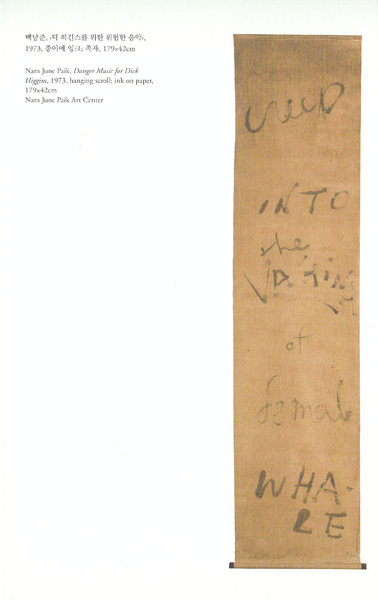 백남준, 〈딕 히긴스를 위한 위험한 음악〉,
1973, 종이에 잉크; 족자, 179×42cm
Nam June Paik, Danger Music for Dick
Higgins, 1973. hanging scroll; ink on paper,
179×42cm
Nam June Paik Art Center
CREEP
INTO
the
VAGINA
of
female
WHA-
LE